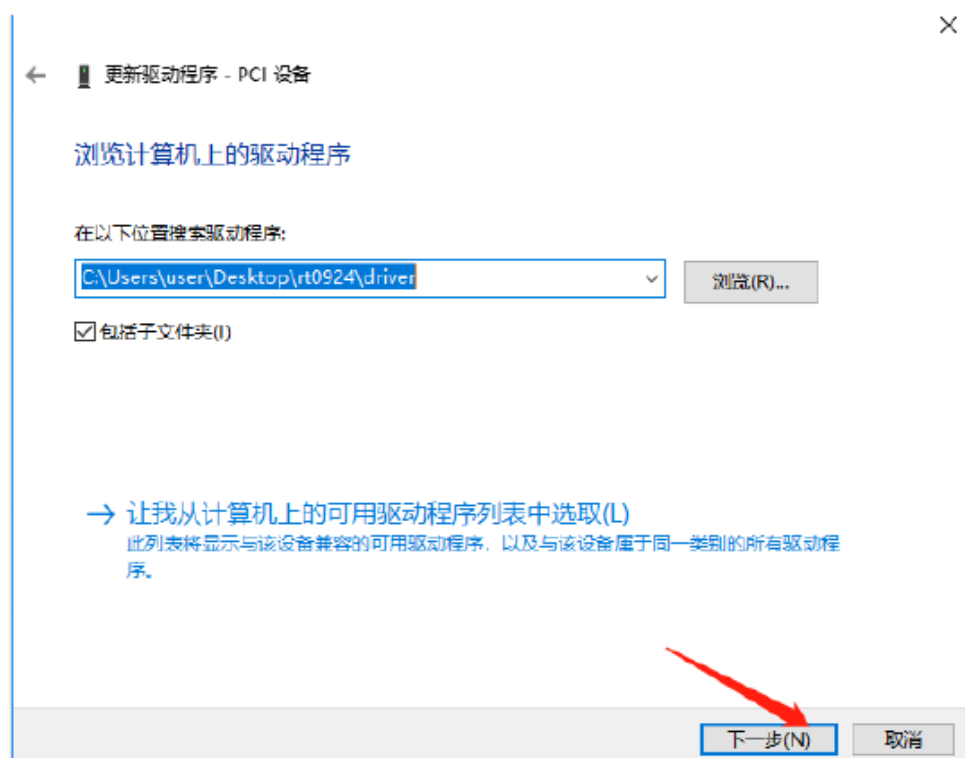 更新驱动程序 - PCI 设备
浏览计算机上的驱动程序
在以下位置搜索驱动程序:
C:\Users\user\Desktop\rt0924\driver
浏览(R)...
包括子文件夹(I)
让我从计算机上的可用驱动程序列表中选取(L)
此列表将显示与该设备兼容的可用驱动程序，以及与该设备属于同一类别的所有驱动程
序。
下一步(N)
取消